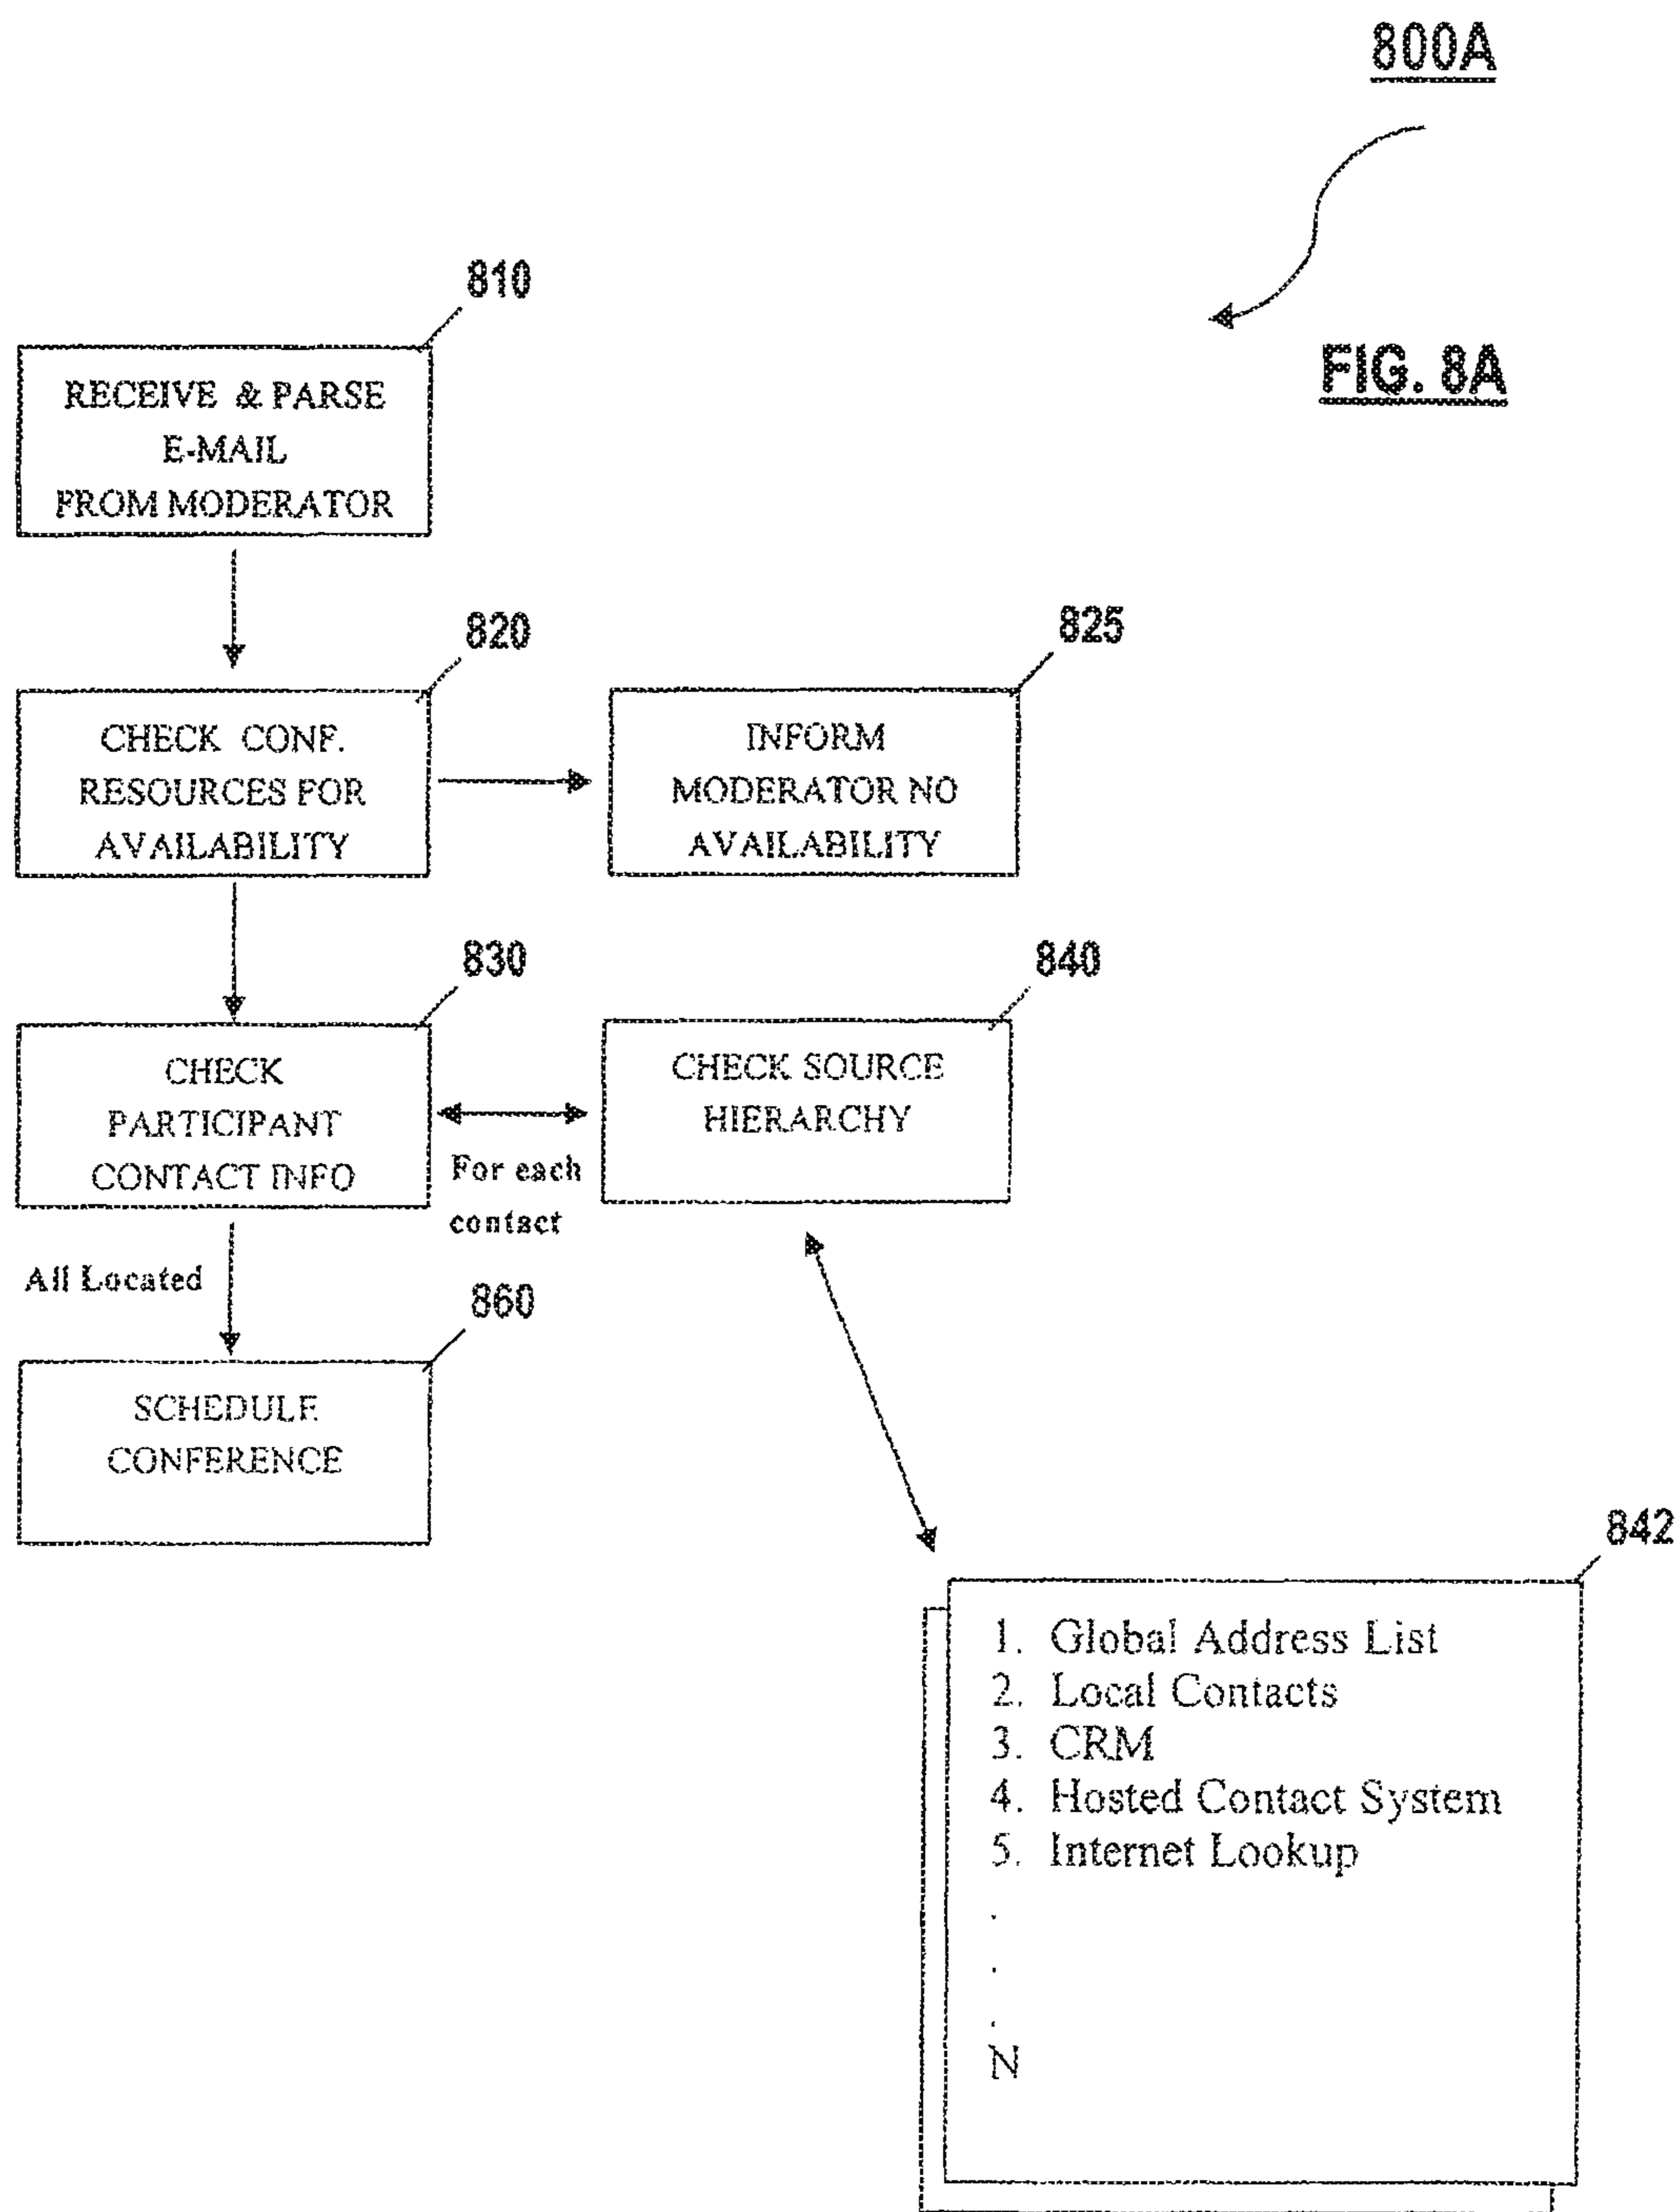 800A
FIG. 8A
810
RECEIVE & PARSE
E-MAIL
FROM MODERATOR
820
CHECK CONF.
RESOURCES FOR
AVAILABILITY
825
INFORM
MODERATOR NO
AVAILABILITY
830
CHECK
PARTICIPANT
CONTACT INFO
For each
contact
840
CHECK SOURCE
HIERARCHY
All Located
860
SCHEDULE
CONFERENCE
842
1. Global Address List
2. Local Contacts
3. CRM
4. Hosted Contact System
5. Internet Lookup
.
.
.
N